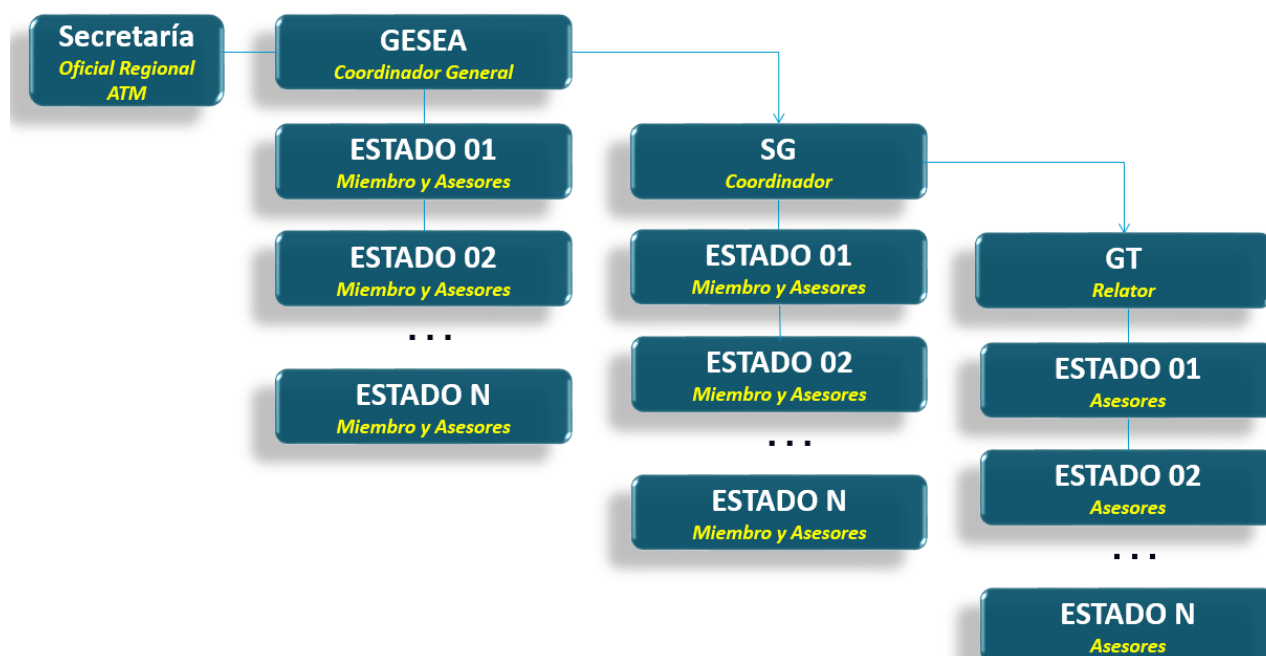 Secretaría
Oficial Regional
ATM
GESEA
Coordinador General
ESTADO 01
Miembro y Asesores
ESTADO 02
Miembro y Asesores
...
ESTADO N
Miembro y Asesores
SG
Coordinador
ESTADO 01
Miembro y Asesores
ESTADO 02
Miembro y Asesores
...
ESTADO N
Miembro y Asesores
GT
Relator
ESTADO 01
Asesores
ESTADO 02
Asesores
...
ESTADO N
Asesores